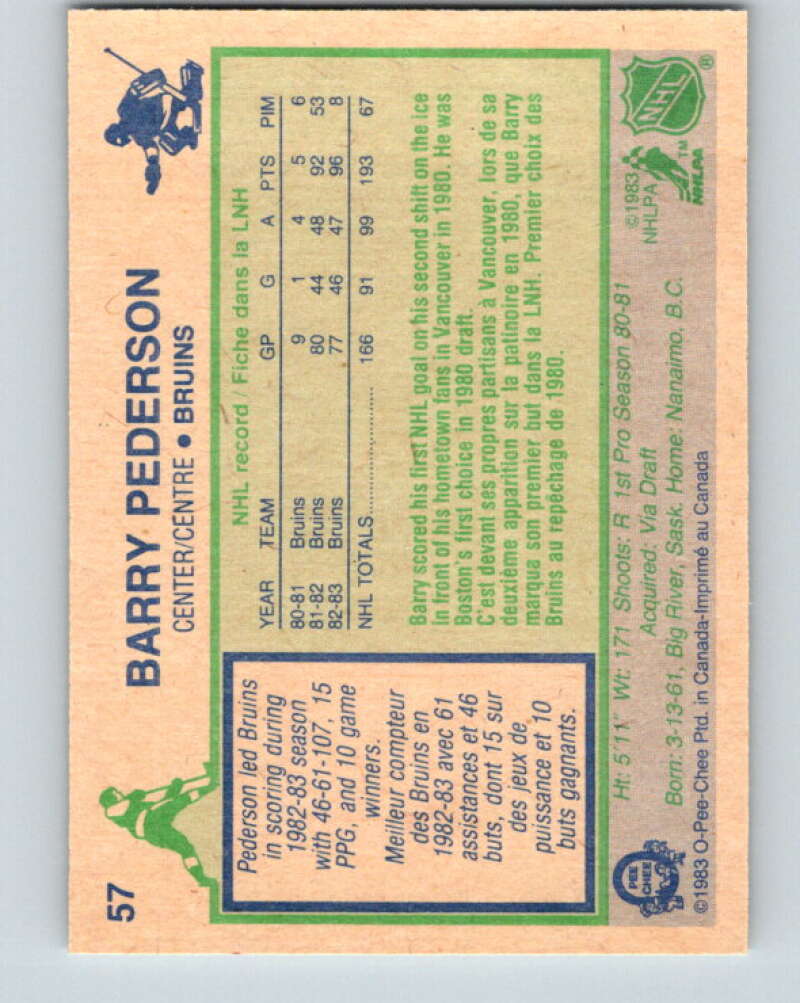 57
BARRY PEDERSON
CENTER/CENTRE • BRUINS
Pederson led Bruins
in scoring during
1982-83 season
with 46-61-107, 15
PPG, and 10 game
winners.
Meilleur compteur
des Bruins en
1982-83 avec 61
assistances et 46
buts, dont 15 sur
des jeux de
puissance et 10
buts gagnants.
NHL record / Fiche dans la LNH
YEAR TEAM GP G A PTS PIM
80-81 Bruins 9 1 4 5 6
81-82 Bruins 80 44 48 92 53
82-83 Bruins 77 46 47 96 8
NHL TOTALS.................... 166 91 99 193 67
Barry scored his first NHL goal on his second shift on the ice
in front of his hometown fans in Vancouver in 1980. He was
Boston's first choice in 1980 draft.
C'est devant ses propres partisans à Vancouver, lors de sa
deuxième apparition sur la patinoire en 1980, que Barry
marqua son premier but dans la LNH. Premier choix des
Bruins au repêchage de 1980.
Ht: 5'11" Wt: 171 Shoots: R 1st Pro Season 80-81
Acquired: Via Draft
Born: 3-13-61, Big River, Sask. Home: Nanaimo, B.C.
©1983 O-Pee-Chee Ptd. in Canada-Imprimé au Canada
O
PEE
CHEE
©1983
NHLPA
TM
NHLPA
NHL
®